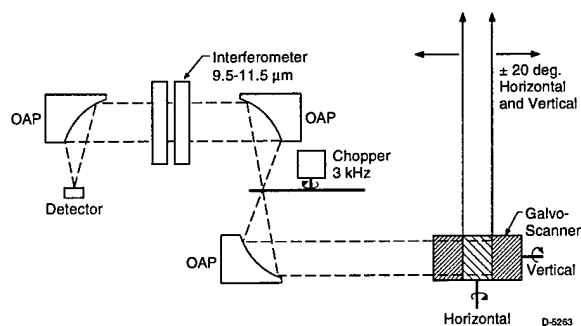 Interferometer
9.5-11.5 µm
OAP
OAP
± 20 deg.
Horizontal
and Vertical
Chopper
3 kHz
Detector
Galvo-
Scanner
OAP
Vertical
Horizontal
D-5263